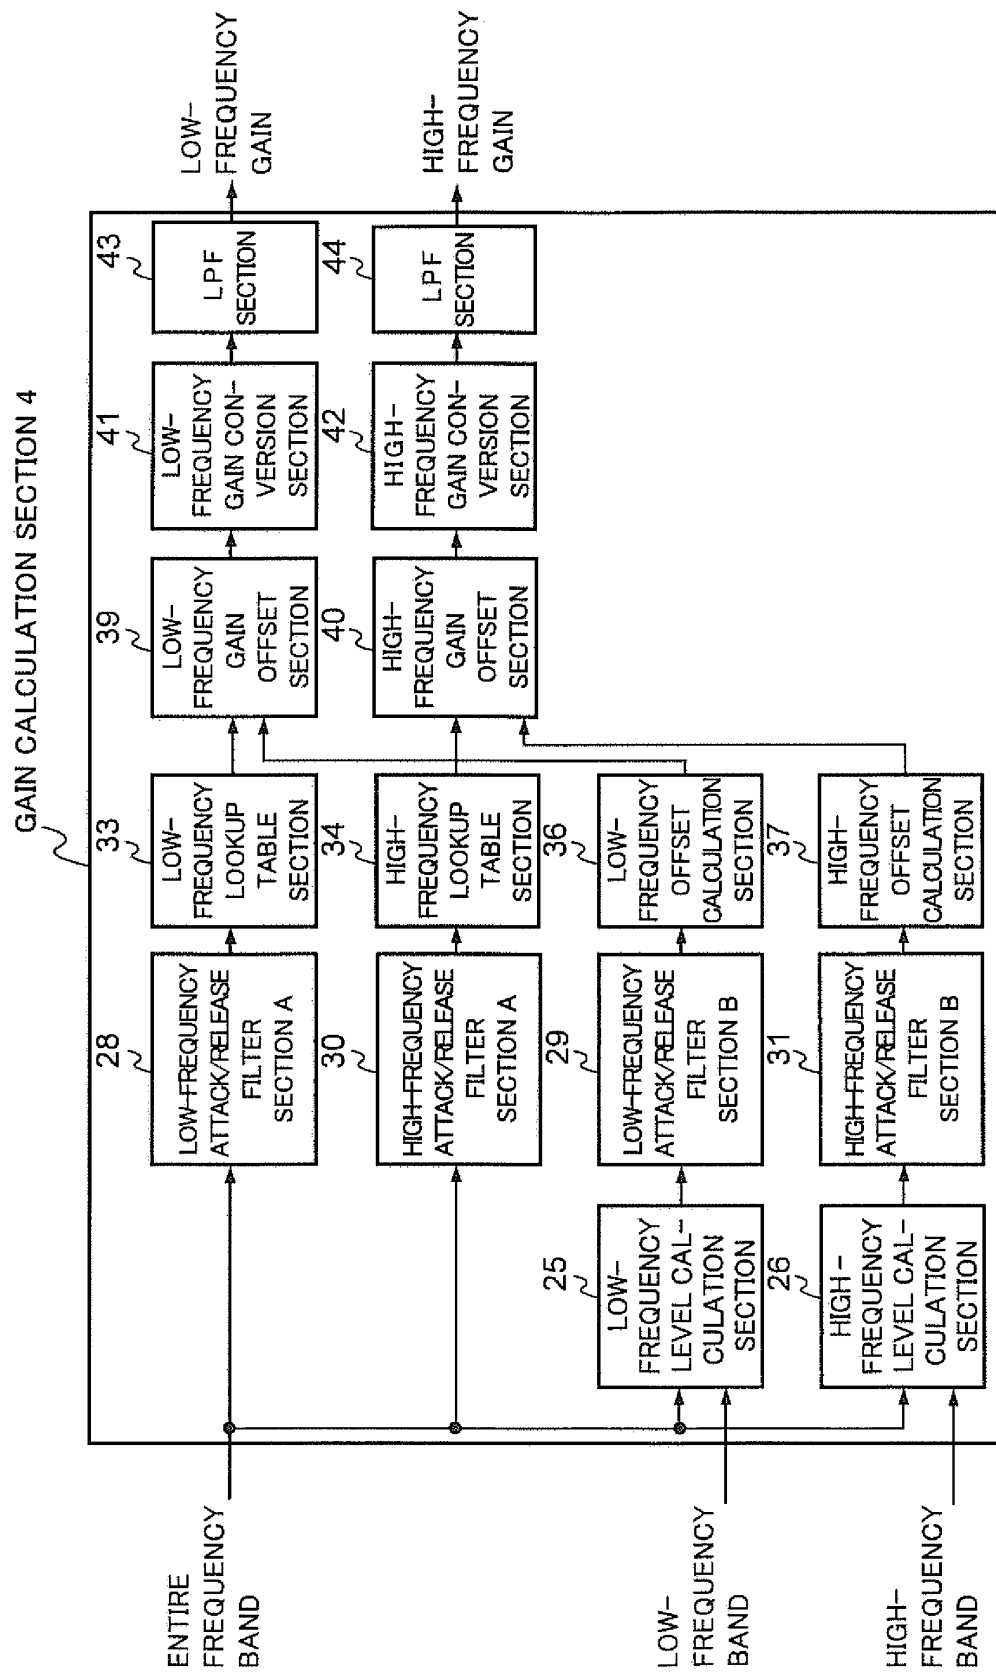 GAIN CALCULATION SECTION 4
ENTIRE
FREQUENCY
BAND
28
LOW-FREQUENCY
ATTACK/RELEASE
FILTER
SECTION A
33
LOW-
FREQUENCY
LOOKUP
TABLE
SECTION
39
LOW-
FREQUENCY
GAIN
OFFSET
SECTION
41
LOW-
FREQUENCY
GAIN CON-
VERSION
SECTION
43
LPF
SECTION
LOW-
FREQUENCY
GAIN
30
HIGH-FREQUENCY
ATTACK/RELEASE
FILTER
SECTION A
34
HIGH-
FREQUENCY
LOOKUP
TABLE
SECTION
40
HIGH-
FREQUENCY
GAIN
OFFSET
SECTION
42
HIGH-
FREQUENCY
GAIN CON-
VERSION
SECTION
44
LPF
SECTION
HIGH-
FREQUENCY
GAIN
LOW-
FREQUENCY
BAND
25
LOW-
FREQUENCY
LEVEL CAL-
CULATION
SECTION
29
LOW-FREQUENCY
ATTACK/RELEASE
FILTER
SECTION B
36
LOW-
FREQUENCY
OFFSET
CALCULATION
SECTION
HIGH-
FREQUENCY
BAND
26
HIGH-
FREQUENCY
LEVEL CAL-
CULATION
SECTION
31
HIGH-FREQUENCY
ATTACK/RELEASE
FILTER
SECTION B
37
HIGH-
FREQUENCY
OFFSET
CALCULATION
SECTION